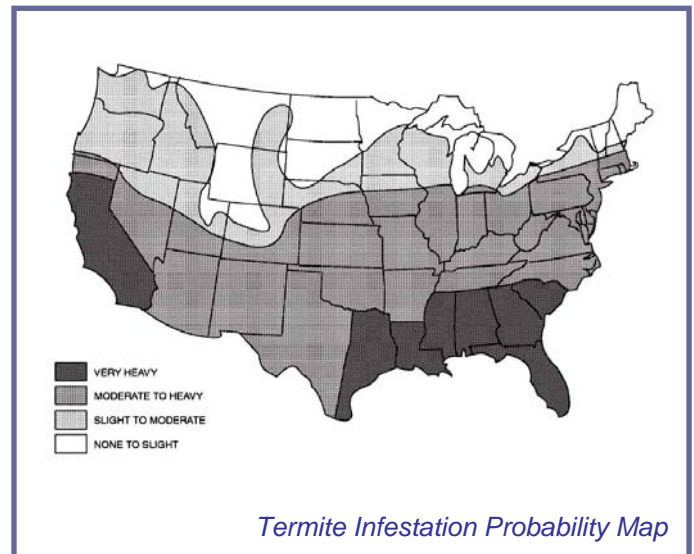 VERY HEAVY
MODERATE TO HEAVY
SLIGHT TO MODERATE
NONE TO SLIGHT
Termite Infestation Probability Map